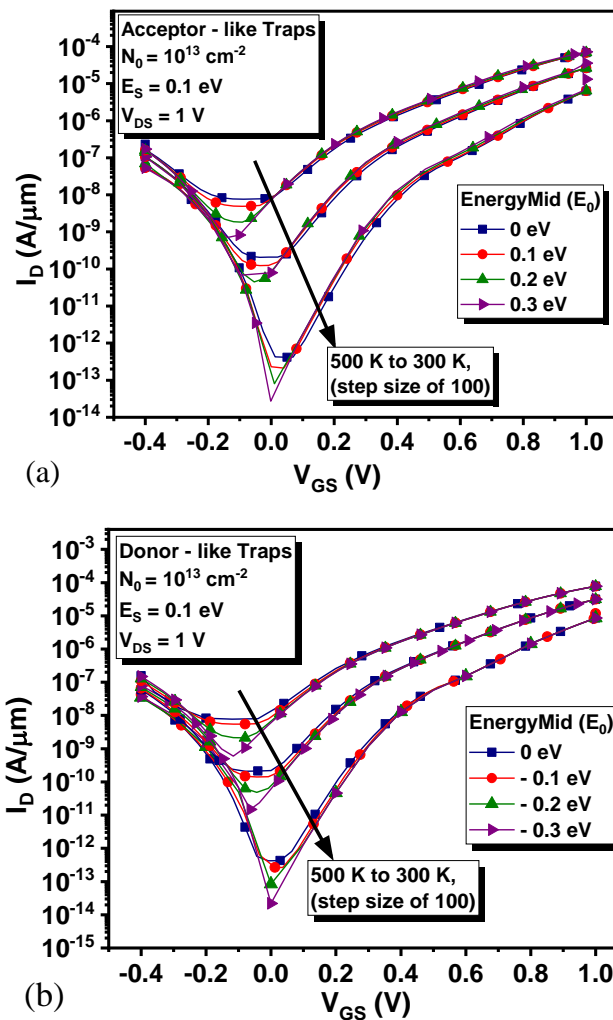 Acceptor - like Traps
N₀ = 10¹³ cm⁻²
E_S = 0.1 eV
V_DS = 1 V
10⁻⁴
10⁻⁵
10⁻⁶
10⁻⁷
10⁻⁸
10⁻⁹
10⁻¹⁰
10⁻¹¹
10⁻¹²
10⁻¹³
10⁻¹⁴
I_D (A/μm)
EnergyMid (E₀)
0 eV
0.1 eV
0.2 eV
0.3 eV
500 K to 300 K,
(step size of 100)
-0.4 -0.2 0.0 0.2 0.4 0.6 0.8 1.0
(a)
V_GS (V)
Donor - like Traps
N₀ = 10¹³ cm⁻²
E_S = 0.1 eV
V_DS = 1 V
10⁻³
10⁻⁴
10⁻⁵
10⁻⁶
10⁻⁷
10⁻⁸
10⁻⁹
10⁻¹⁰
10⁻¹¹
10⁻¹²
10⁻¹³
10⁻¹⁴
10⁻¹⁵
I_D (A/μm)
EnergyMid (E₀)
0 eV
- 0.1 eV
- 0.2 eV
- 0.3 eV
500 K to 300 K,
(step size of 100)
-0.4 -0.2 0.0 0.2 0.4 0.6 0.8 1.0
(b)
V_GS (V)